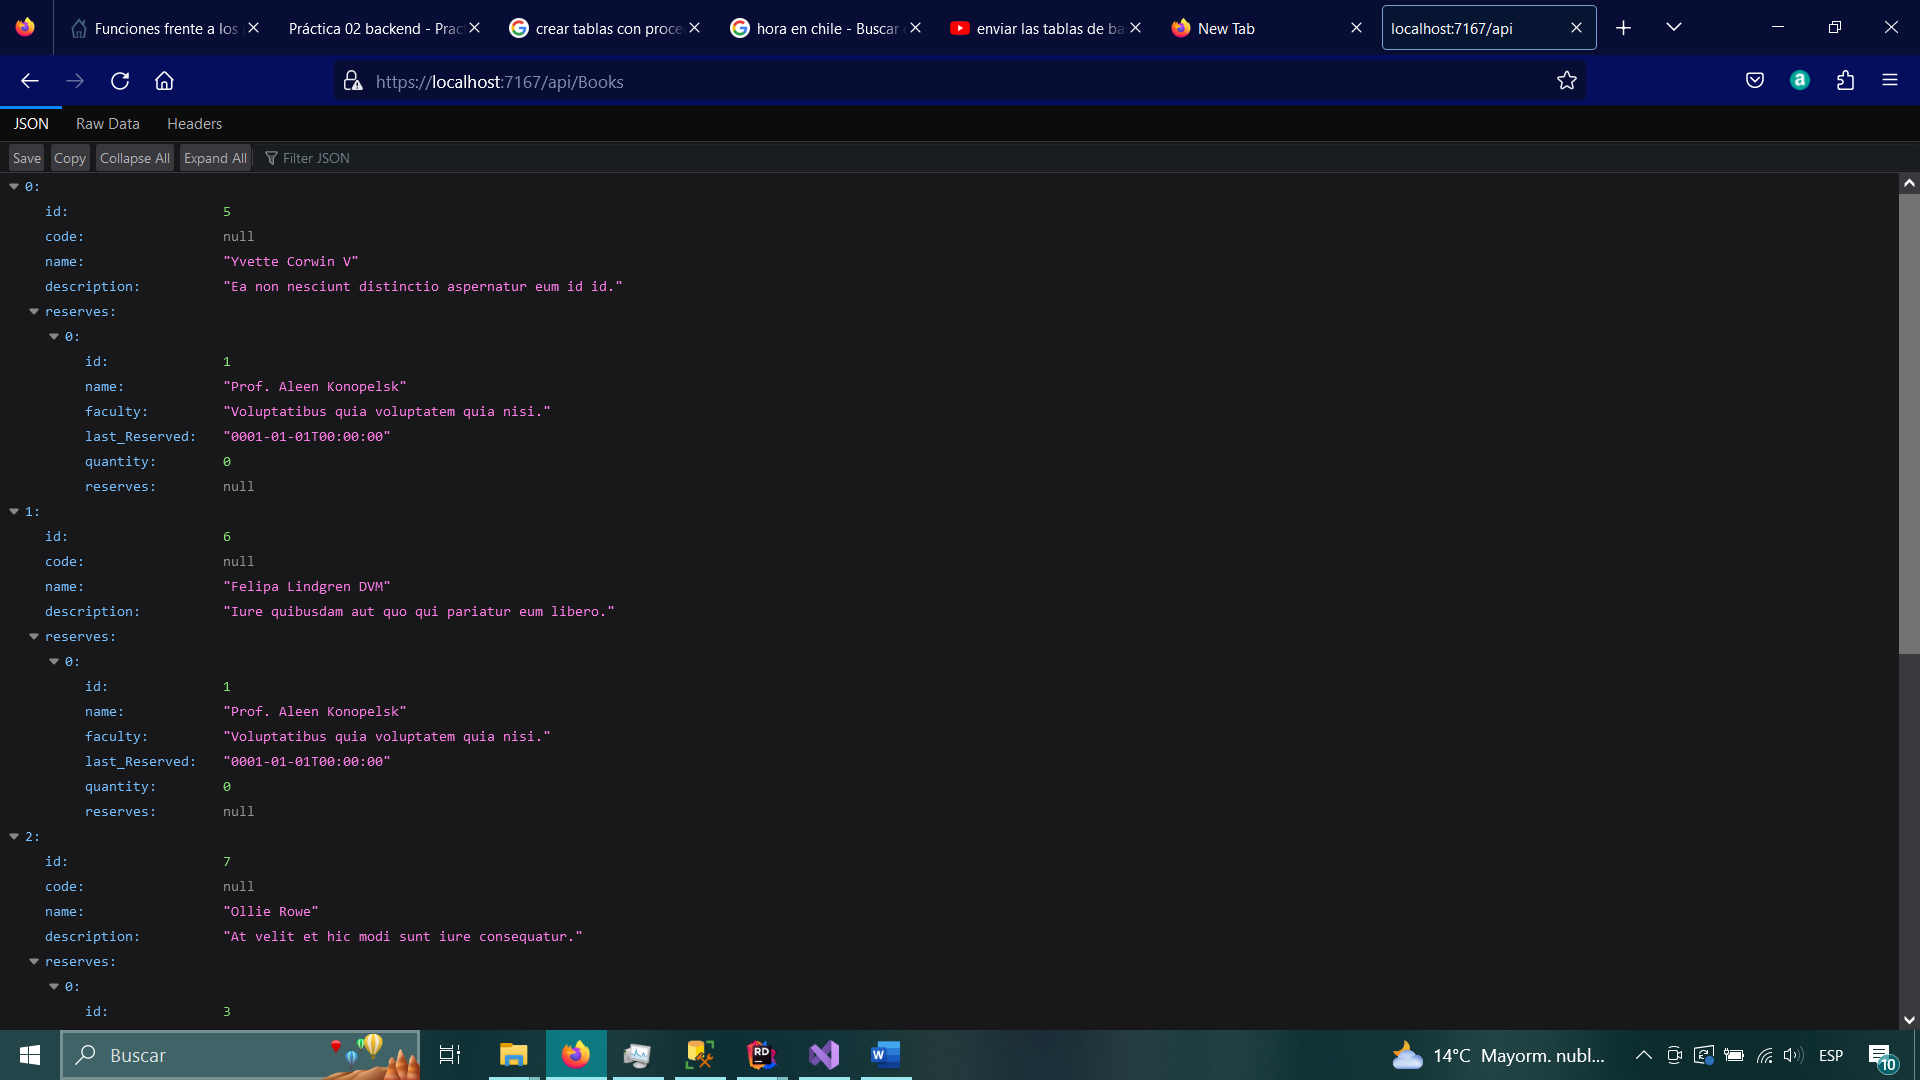 Funciones frente a los
Práctica 02 backend - Prac
crear tablas con proce
hora en chile - Buscar
enviar las tablas de ba
New Tab
localhost:7167/api
https://localhost:7167/api/Books
JSON Raw Data Headers
Save Copy Collapse All Expand All Filter JSON
0:
id: 5
code: null
name: "Yvette Corwin V"
description: "Ea non nesciunt distinctio aspernatur eum id id."
reserves:
0:
id: 1
name: "Prof. Aleen Konopelsk"
faculty: "Voluptatibus quia voluptatem quia nisi."
last_Reserved: "0001-01-01T00:00:00"
quantity: 0
reserves: null
1:
id: 6
code: null
name: "Felipa Lindgren DVM"
description: "Iure quibusdam aut quo qui pariatur eum libero."
reserves:
0:
id: 1
name: "Prof. Aleen Konopelsk"
faculty: "Voluptatibus quia voluptatem quia nisi."
last_Reserved: "0001-01-01T00:00:00"
quantity: 0
reserves: null
2:
id: 7
code: null
name: "Ollie Rowe"
description: "At velit et hic modi sunt iure consequatur."
reserves:
0:
id: 3
Buscar
RD
W
14°C Mayorm. nubl...
ESP
10